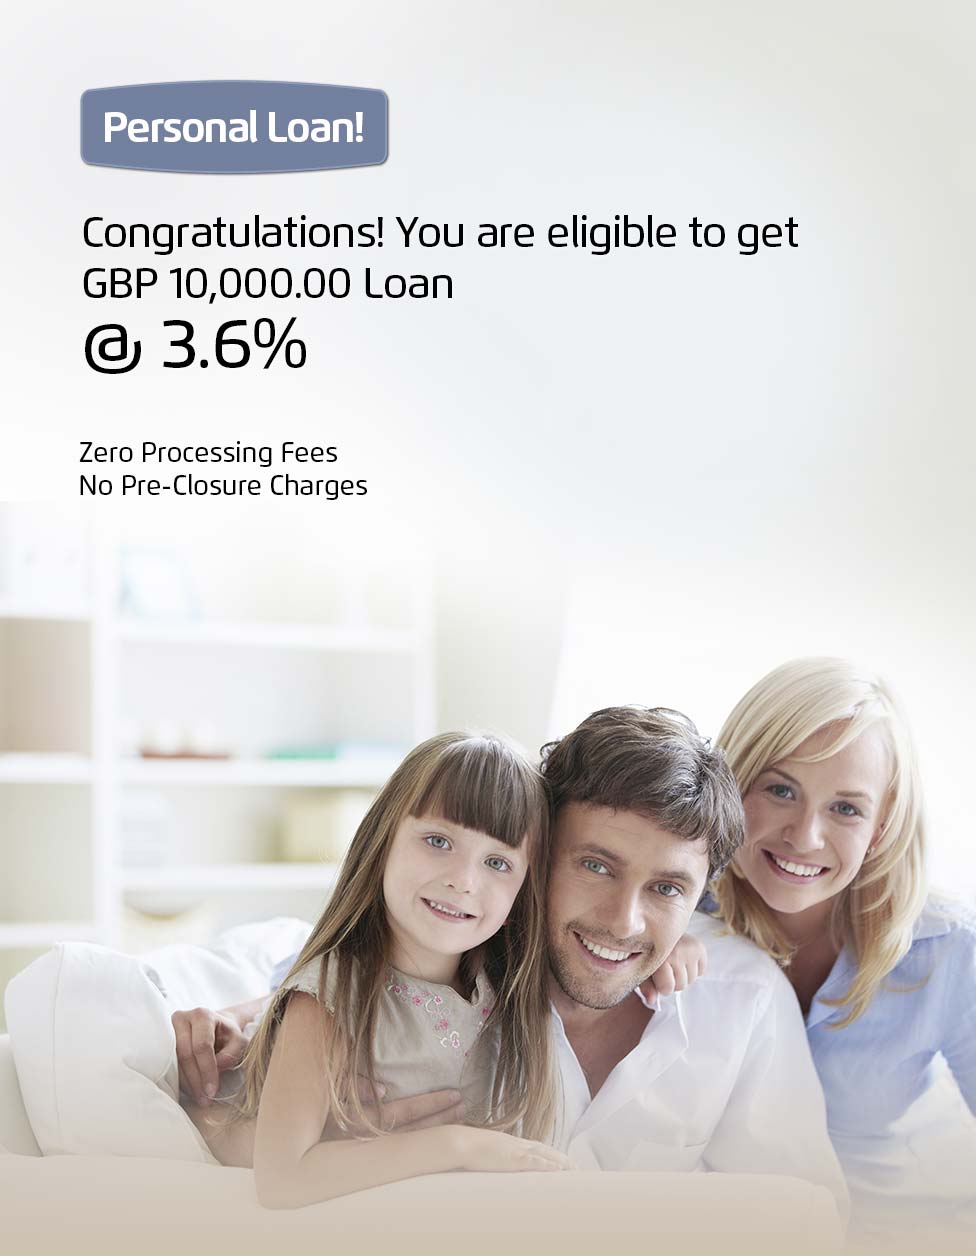 Personal Loan!
Congratulations! You are eligible to get
GBP 10,000.00 Loan
@ 3.6%
Zero Processing Fees
No Pre-Closure Charges